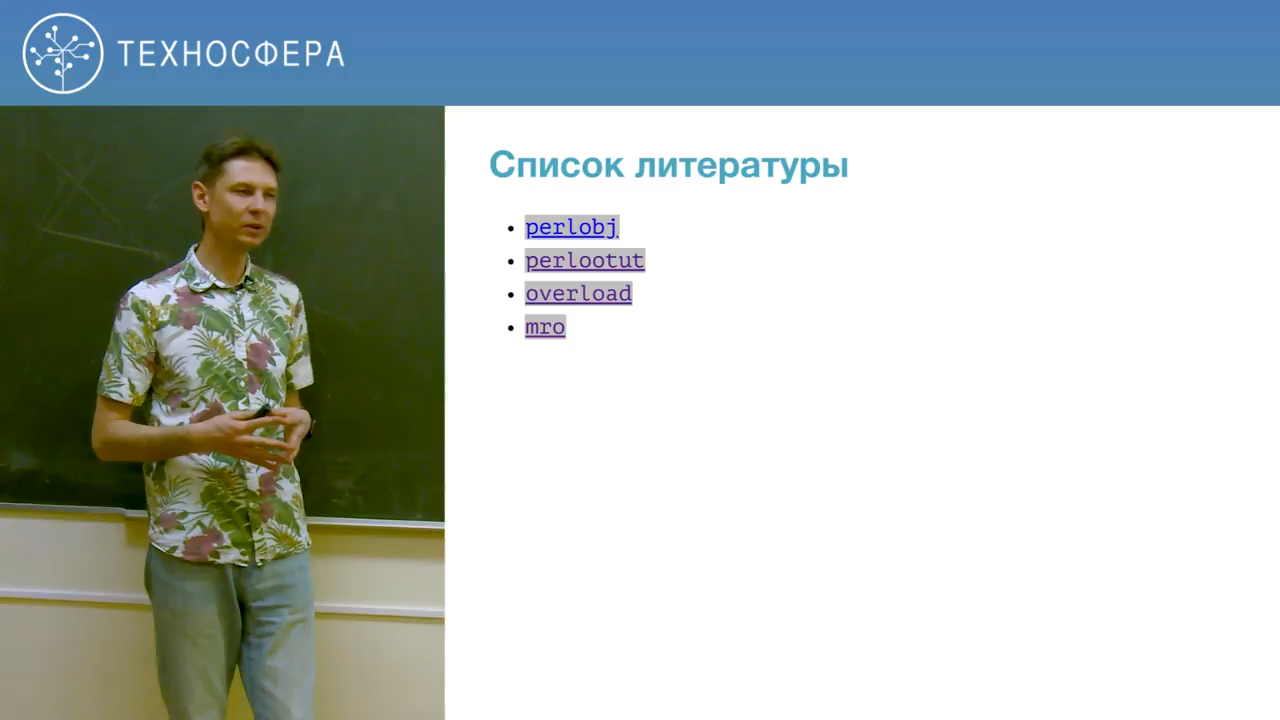 ТЕХНОСФЕРА
Список литературы
perlobj
perlootut
overload
mro